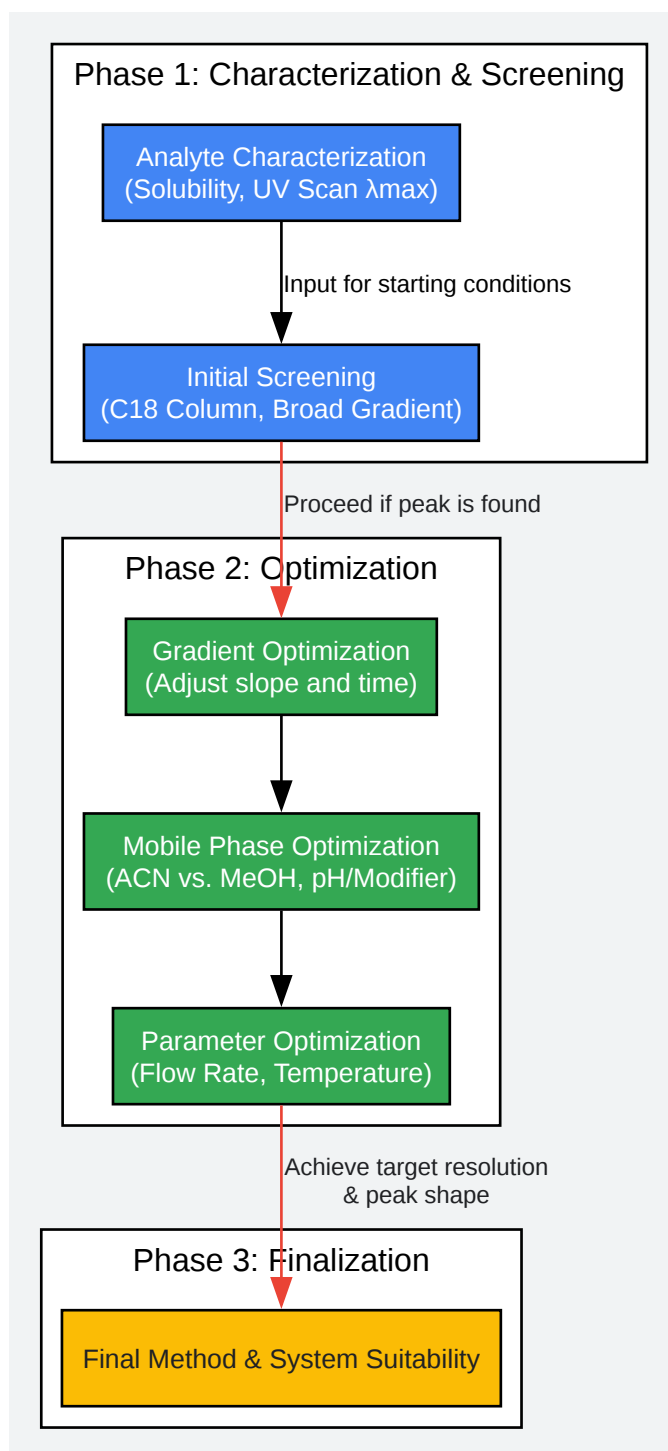 Phase 1: Characterization & Screening
Analyte Characterization
(Solubility, UV Scan λmax)
Input for starting conditions
Initial Screening
(C18 Column, Broad Gradient)
Proceed if peak is found
Phase 2: Optimization
Gradient Optimization
(Adjust slope and time)
Mobile Phase Optimization
(ACN vs. MeOH, pH/Modifier)
Parameter Optimization
(Flow Rate, Temperature)
Achieve target resolution
& peak shape
Phase 3: Finalization
Final Method & System Suitability